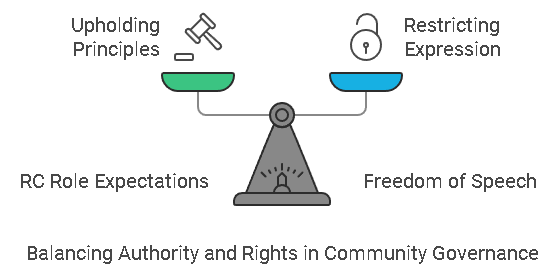 Upholding
Principles
Restricting
Expression
RC Role Expectations
Freedom of Speech
Balancing Authority and Rights in Community Governance